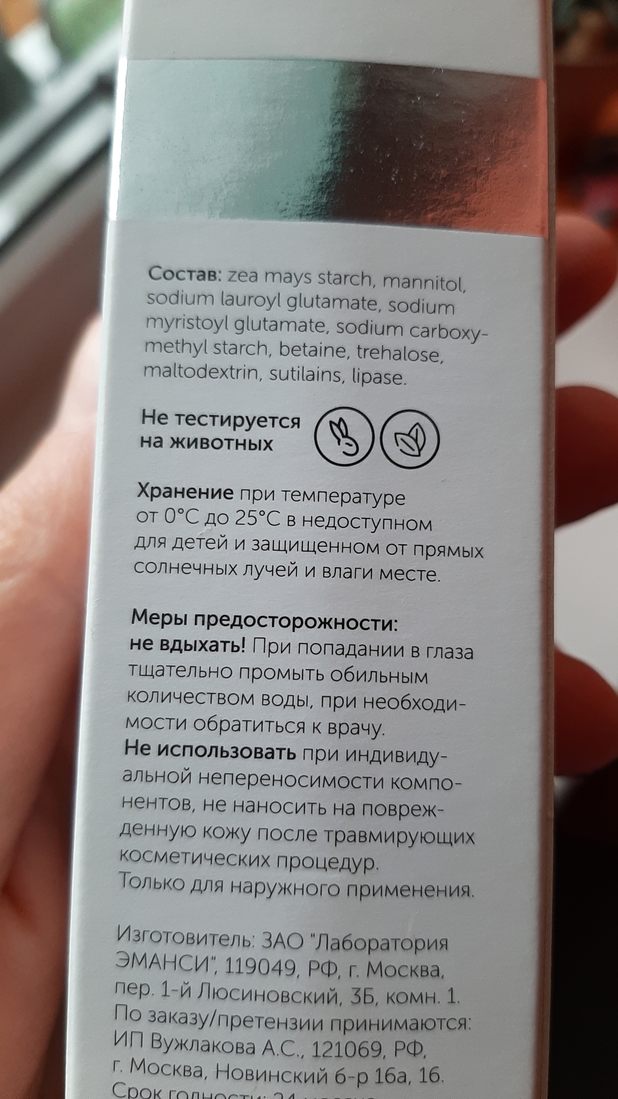 Состав: zea mays starch, mannitol,
sodium lauroyl glutamate, sodium
myristoyl glutamate, sodium carboxy-
methyl starch, betaine, trehalose,
maltodextrin, sutilains, lipase.
Не тестируется
на животных
Хранение при температуре
от 0°C до 25°C в недоступном
для детей и защищенном от прямых
солнечных лучей и влаги месте.
Меры предосторожности:
не вдыхать! При попадании в глаза
тщательно промыть обильным
количеством воды, при необходи-
мости обратиться к врачу.
Не использовать при индивиду-
альной непереносимости компо-
нентов, не наносить на повреж-
денную кожу после травмирующих
косметических процедур.
Только для наружного применения.
Изготовитель: ЗАО "Лаборатория
ЭМАНСИ", 119049, РФ, г. Москва,
пер. 1-й Люсиновский, 3Б, комн. 1.
По заказу/претензии принимаются:
ИП Вужлакова А.С., 121069, РФ,
г. Москва, Новинский б-р 16а, 16.
Срок годности: 24